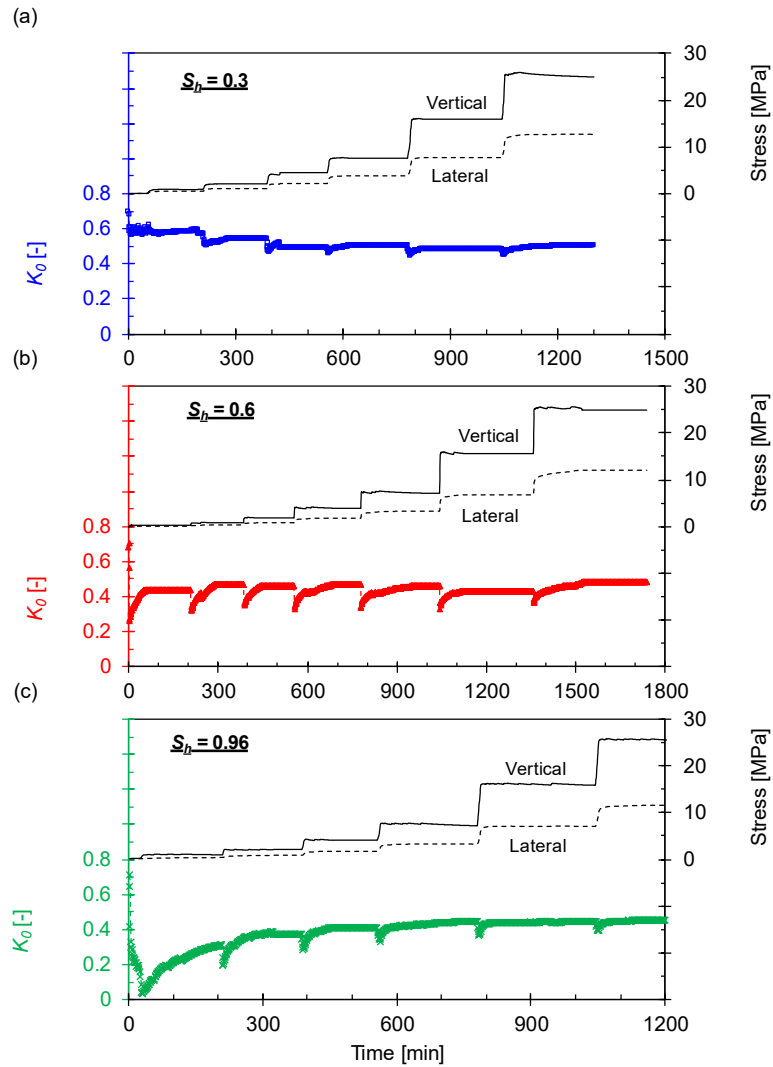 (a)
S_h = 0.3
Vertical
Lateral
30
20
10
0
Stress [MPa]
0.8
0.6
0.4
0.2
0
K_0 [-]
0
300
600
900
1200
1500
(b)
S_h = 0.6
Vertical
Lateral
30
20
10
0
Stress [MPa]
0.8
0.6
0.4
0.2
0
K_0 [-]
0
300
600
900
1200
1500
1800
(c)
S_h = 0.96
Vertical
Lateral
30
20
10
0
Stress [MPa]
0.8
0.6
0.4
0.2
0
K_0 [-]
0
300
600
900
1200
Time [min]